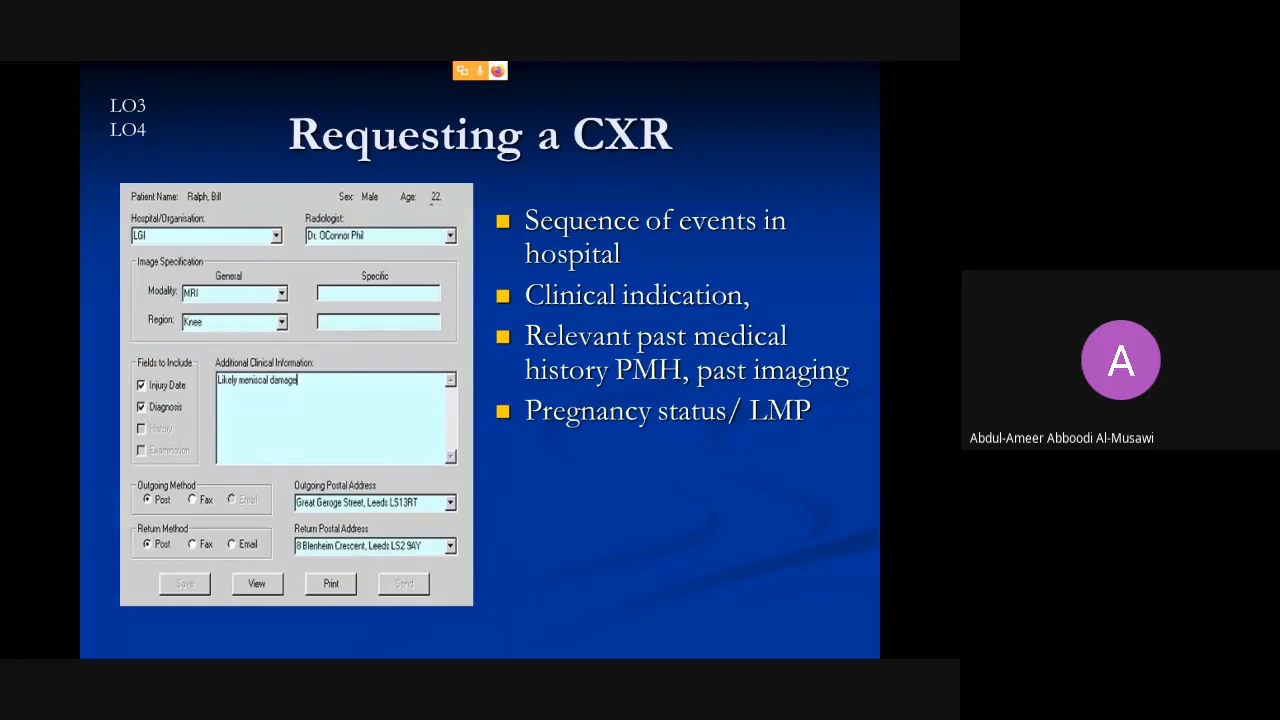 LO3
LO4
Requesting a CXR
Patient Name: Ralph, Bill Sex: Male Age: 22
Hospital/Organisation: Radiologist:
LGI Dr. OConnor Phil
Image Specification
General Specific
Modality: MRI
Region: Knee
Fields to Include Additional Clinical Information:
Injury Date Likely meniscal damage
Diagnosis
History
Examination
Outgoing Method Outgoing Postal Address
Post Fax Email Great Geroge Street, Leeds LS13RT
Return Method Return Postal Address
Post Fax Email 8 Blenheim Crescent, Leeds LS2 9AY
Save View Print Send
Sequence of events in
hospital
Clinical indication,
Relevant past medical
history PMH, past imaging
Pregnancy status/ LMP
A
Abdul-Ameer Abboodi Al-Musawi